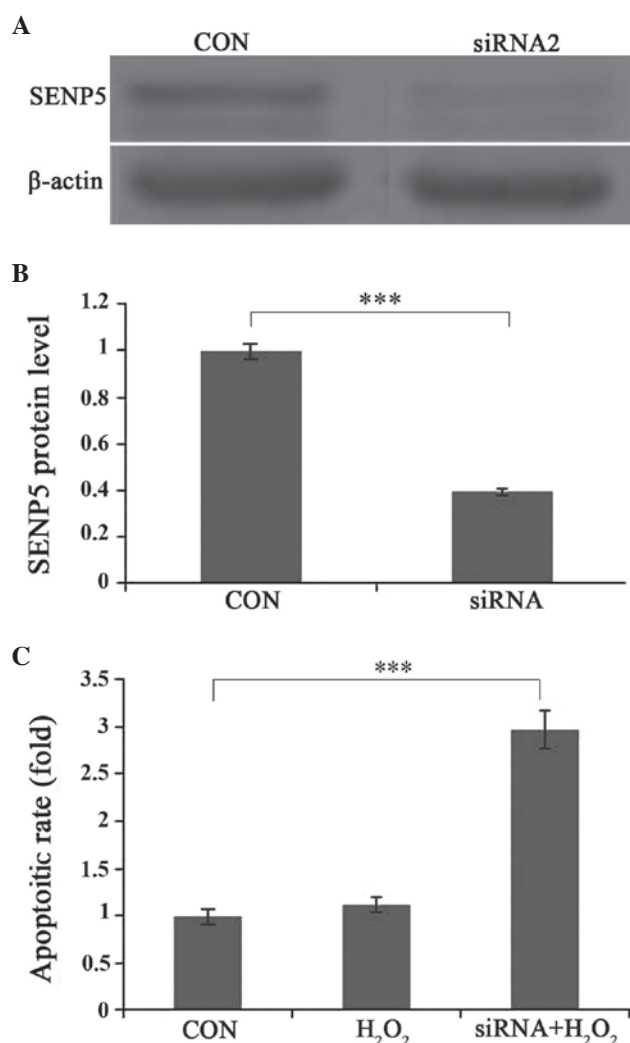 A
CON siRNA2
SENP5
β-actin
B
SENP5 protein level
1.2
1
0.8
0.6
0.4
0.2
0
***
CON siRNA
C
Apoptoitic rate (fold)
3.5
3
2.5
2
1.5
1
0.5
0
***
CON H₂O₂ siRNA+H₂O₂